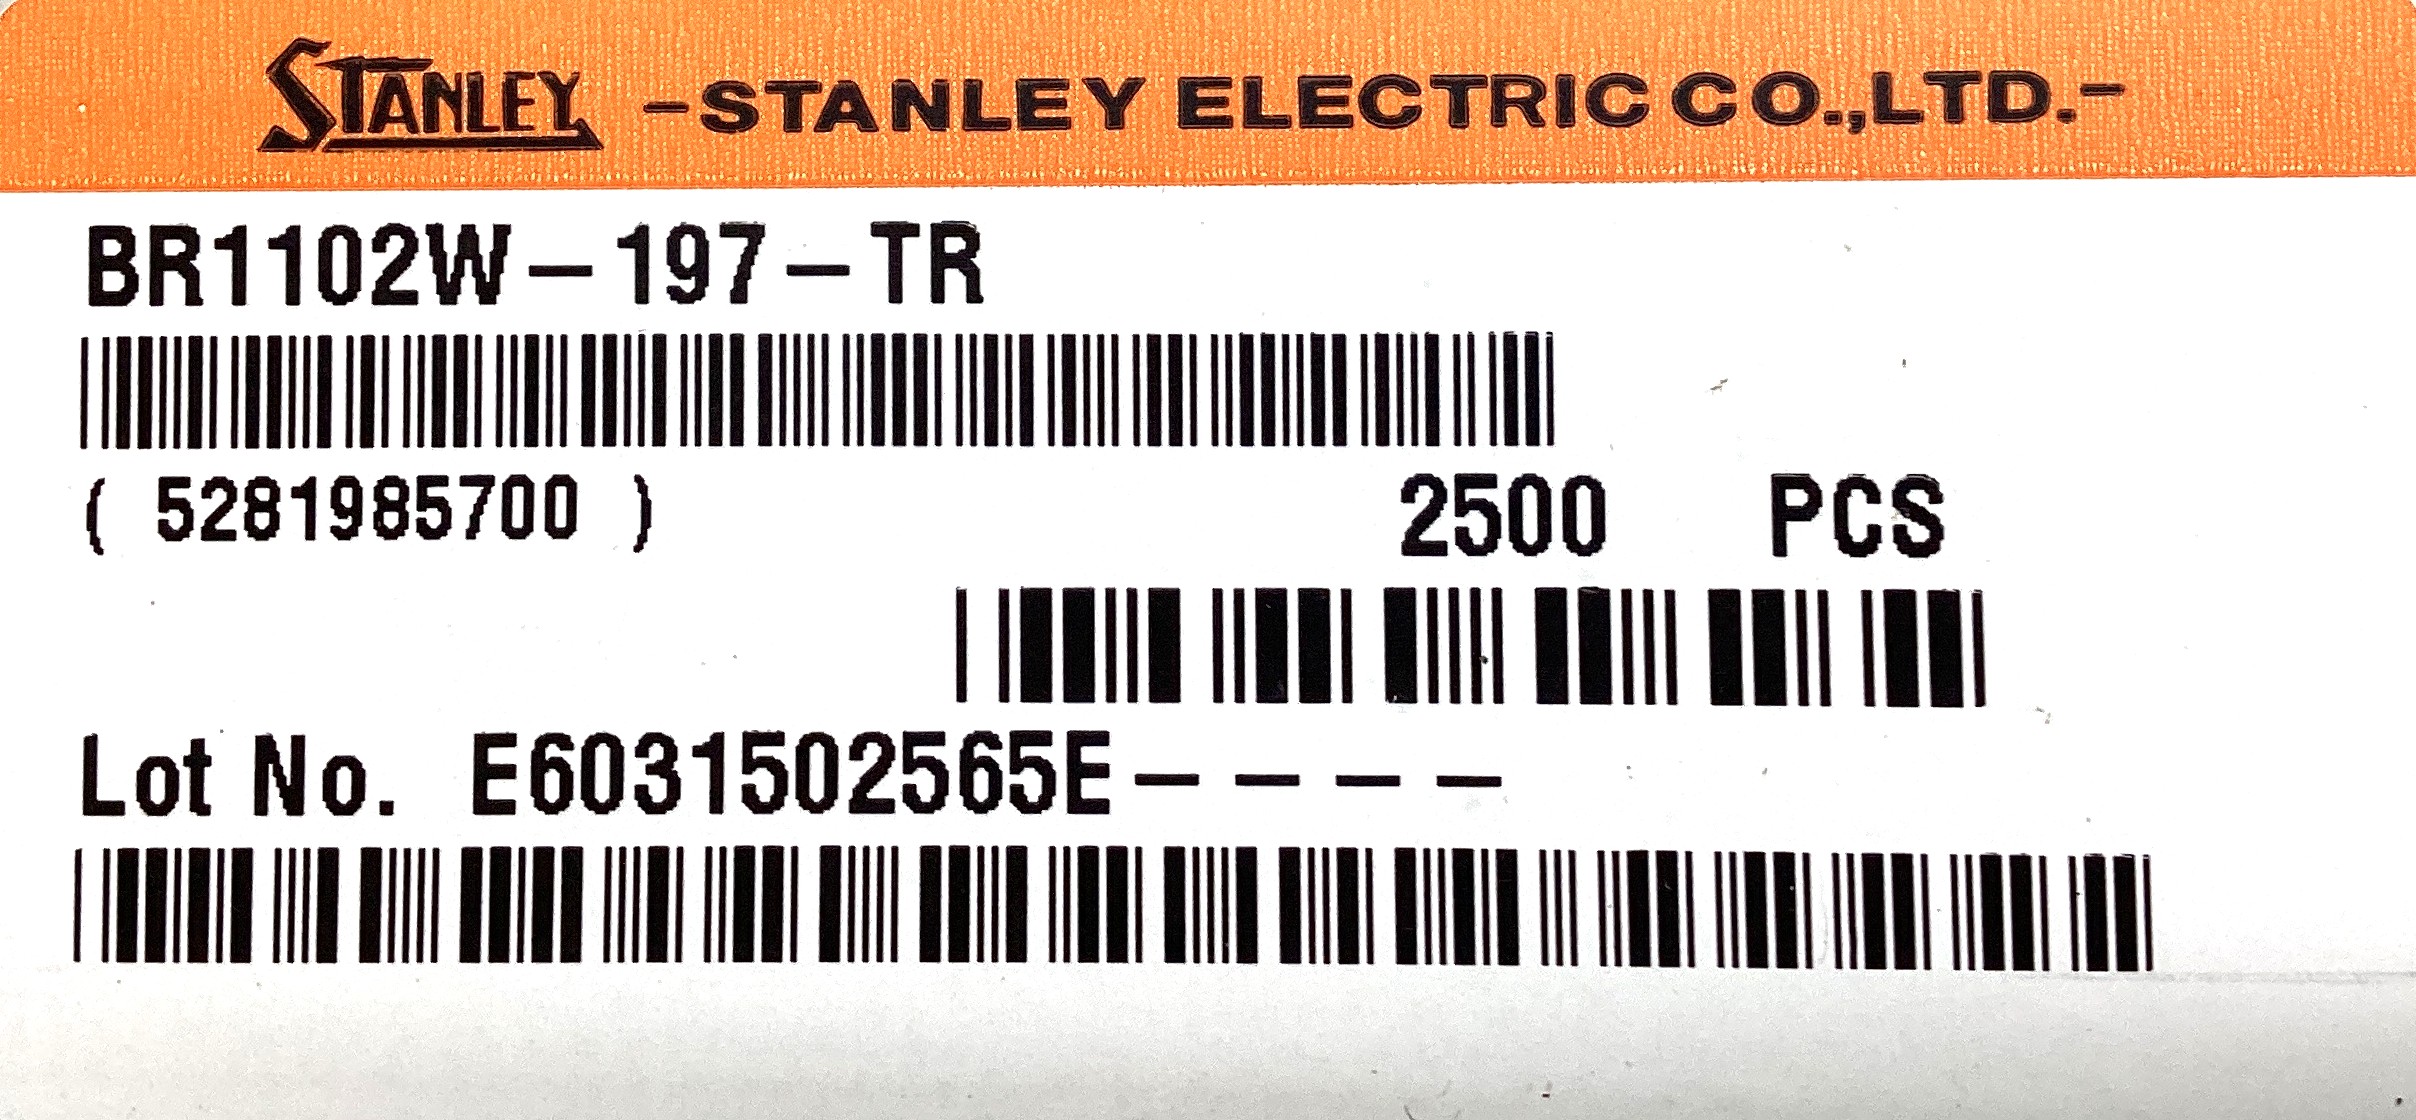 STANLEY -STANLEY ELECTRIC CO.,LTD.-
BR1102W-197-TR
( 5281985700 ) 2500 PCS
Lot No. E6031502565E----